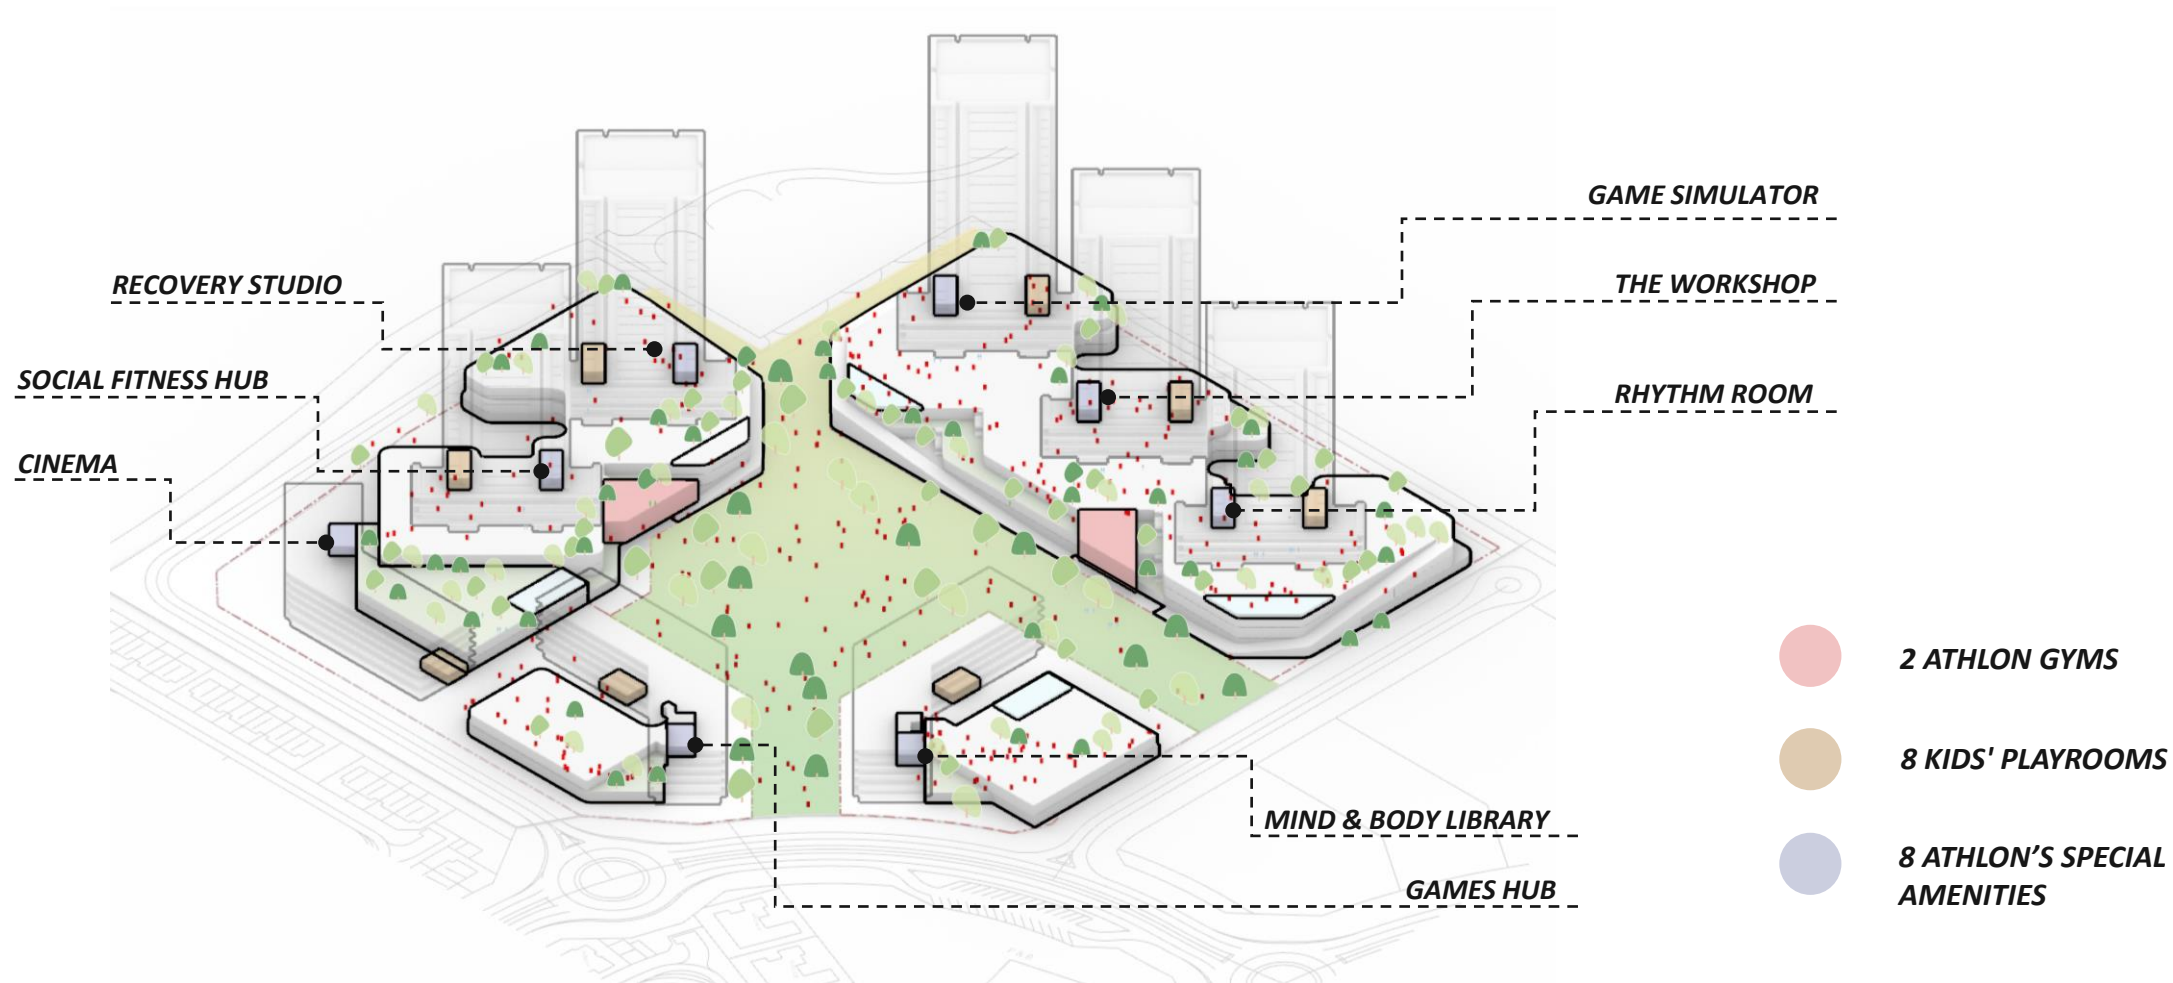 GAME SIMULATOR
THE WORKSHOP
RHYTHM ROOM
RECOVERY STUDIO
SOCIAL FITNESS HUB
CINEMA
MIND & BODY LIBRARY
GAMES HUB
2 ATHLON GYMS
8 KIDS' PLAYROOMS
8 ATHLON’S SPECIAL
AMENITIES